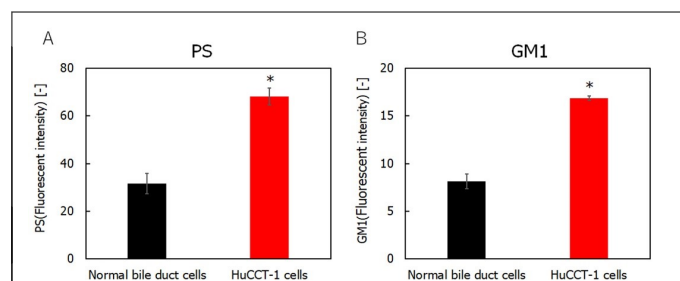 A
PS
PS(Fluorescent intensity) [-]
80
60
40
20
0
*
Normal bile duct cells
HuCCT-1 cells
B
GM1
GM1(Fluorescent intensity) [-]
20
15
10
5
0
*
Normal bile duct cells
HuCCT-1 cells